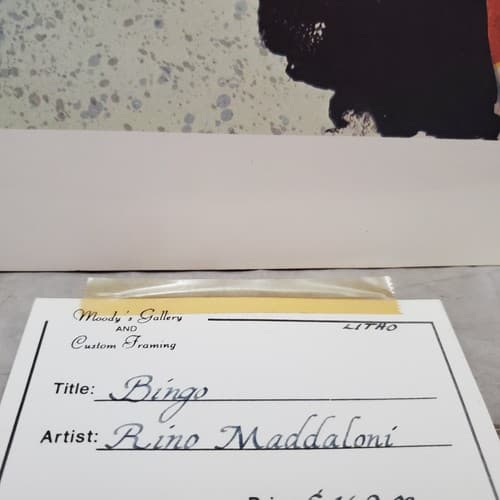 Moody's Gallery
AND
Custom Framing
LITHO
Title: Bingo
Artist: Rino Maddaloni